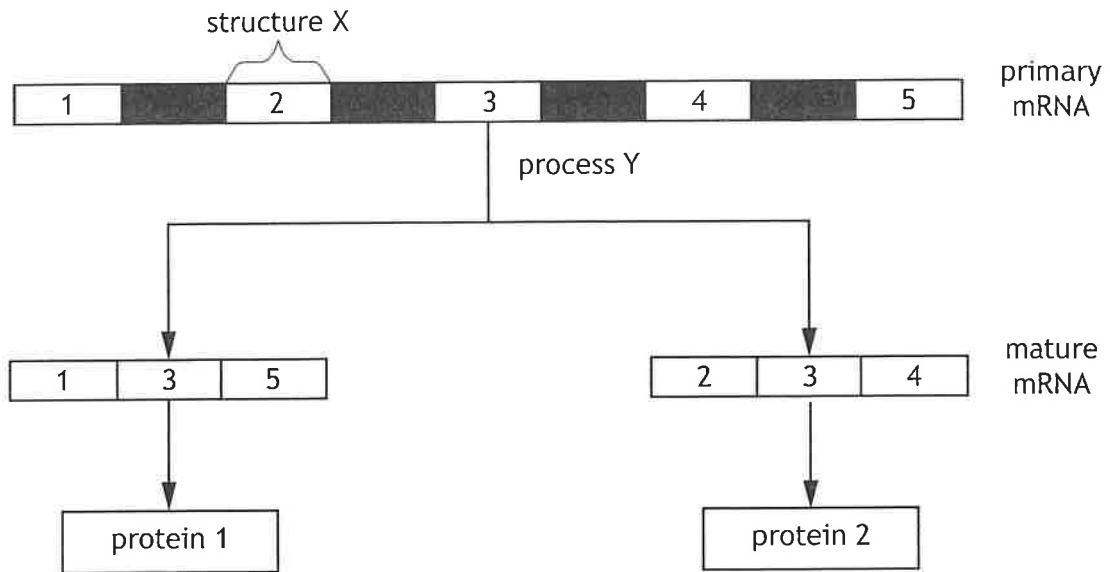 structure X
1 2 3 4 5
primary
mRNA
process Y
1 3 5
2 3 4
mature
mRNA
protein 1
protein 2